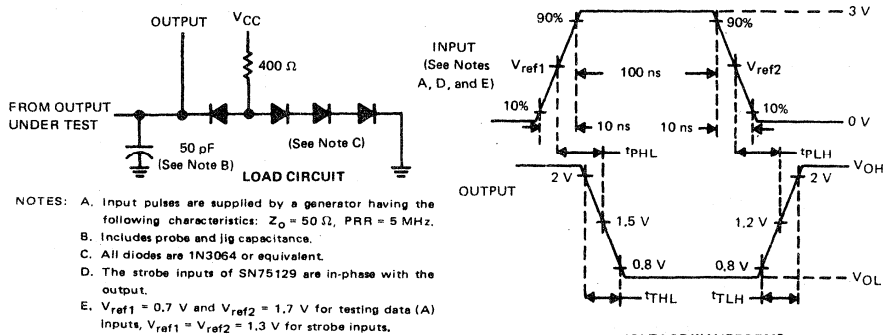 OUTPUT
VCC
400 Ω
FROM OUTPUT
UNDER TEST
50 pF
(See Note B)
(See Note C)
LOAD CIRCUIT
NOTES: A. Input pulses are supplied by a generator having the
following characteristics: Zo = 50 Ω, PRR = 5 MHz.
B. Includes probe and jig capacitance.
C. All diodes are 1N3064 or equivalent.
D. The strobe inputs of SN75129 are in-phase with the
output.
E. Vref1 = 0.7 V and Vref2 = 1.7 V for testing data (A)
inputs, Vref1 = Vref2 = 1.3 V for strobe inputs.
INPUT
(See Notes
A, D, and E)
90%
90%
3 V
Vref1
100 ns
Vref2
10%
10%
0 V
10 ns
10 ns
tPHL
tPLH
OUTPUT
VOH
2 V
2 V
1.5 V
1.2 V
0.8 V
0.8 V
VOL
tTHL
tTLH